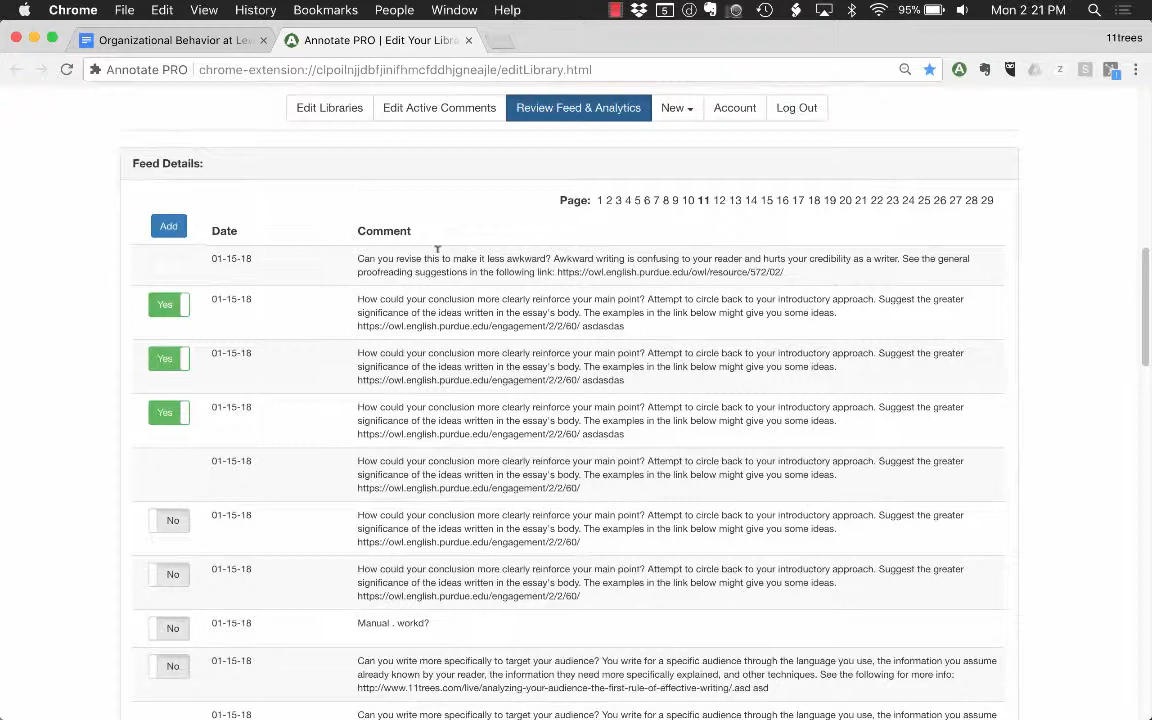 Chrome File Edit View History Bookmarks People Window Help 5 95% Mon 2 21 PM
Organizational Behavior at Le × Annotate PRO | Edit Your Libra × 11trees
Annotate PRO chrome-extension://clpoilnjjdbfjinifhmcfddhjgneajle/editLibrary.html
Edit Libraries Edit Active Comments Review Feed & Analytics New Account Log Out
Feed Details:
Page: 1 2 3 4 5 6 7 8 9 10 11 12 13 14 15 16 17 18 19 20 21 22 23 24 25 26 27 28 29
Add Date Comment
01-15-18 Can you revise this to make it less awkward? Awkward writing is confusing to your reader and hurts your credibility as a writer. See the general
proofreading suggestions in the following link: https://owl.english.purdue.edu/owl/resource/572/02/
Yes 01-15-18 How could your conclusion more clearly reinforce your main point? Attempt to circle back to your introductory approach. Suggest the greater
significance of the ideas written in the essay's body. The examples in the link below might give you some ideas.
https://owl.english.purdue.edu/engagement/2/2/60/ asdasdas
Yes 01-15-18 How could your conclusion more clearly reinforce your main point? Attempt to circle back to your introductory approach. Suggest the greater
significance of the ideas written in the essay's body. The examples in the link below might give you some ideas.
https://owl.english.purdue.edu/engagement/2/2/60/ asdasdas
Yes 01-15-18 How could your conclusion more clearly reinforce your main point? Attempt to circle back to your introductory approach. Suggest the greater
significance of the ideas written in the essay's body. The examples in the link below might give you some ideas.
https://owl.english.purdue.edu/engagement/2/2/60/ asdasdas
01-15-18 How could your conclusion more clearly reinforce your main point? Attempt to circle back to your introductory approach. Suggest the greater
significance of the ideas written in the essay's body. The examples in the link below might give you some ideas.
https://owl.english.purdue.edu/engagement/2/2/60/
No 01-15-18 How could your conclusion more clearly reinforce your main point? Attempt to circle back to your introductory approach. Suggest the greater
significance of the ideas written in the essay's body. The examples in the link below might give you some ideas.
https://owl.english.purdue.edu/engagement/2/2/60/
No 01-15-18 How could your conclusion more clearly reinforce your main point? Attempt to circle back to your introductory approach. Suggest the greater
significance of the ideas written in the essay's body. The examples in the link below might give you some ideas.
https://owl.english.purdue.edu/engagement/2/2/60/
No 01-15-18 Manual . workd?
No 01-15-18 Can you write more specifically to target your audience? You write for a specific audience through the language you use, the information you assume
already known by your reader, the information they need more specifically explained, and other techniques. See the following for more info:
http://www.11trees.com/live/analyzing-your-audience-the-first-rule-of-effective-writing/.asd asd
01-15-18 Can you write more specifically to target your audience? You write for a specific audience through the language you use, the information you assume